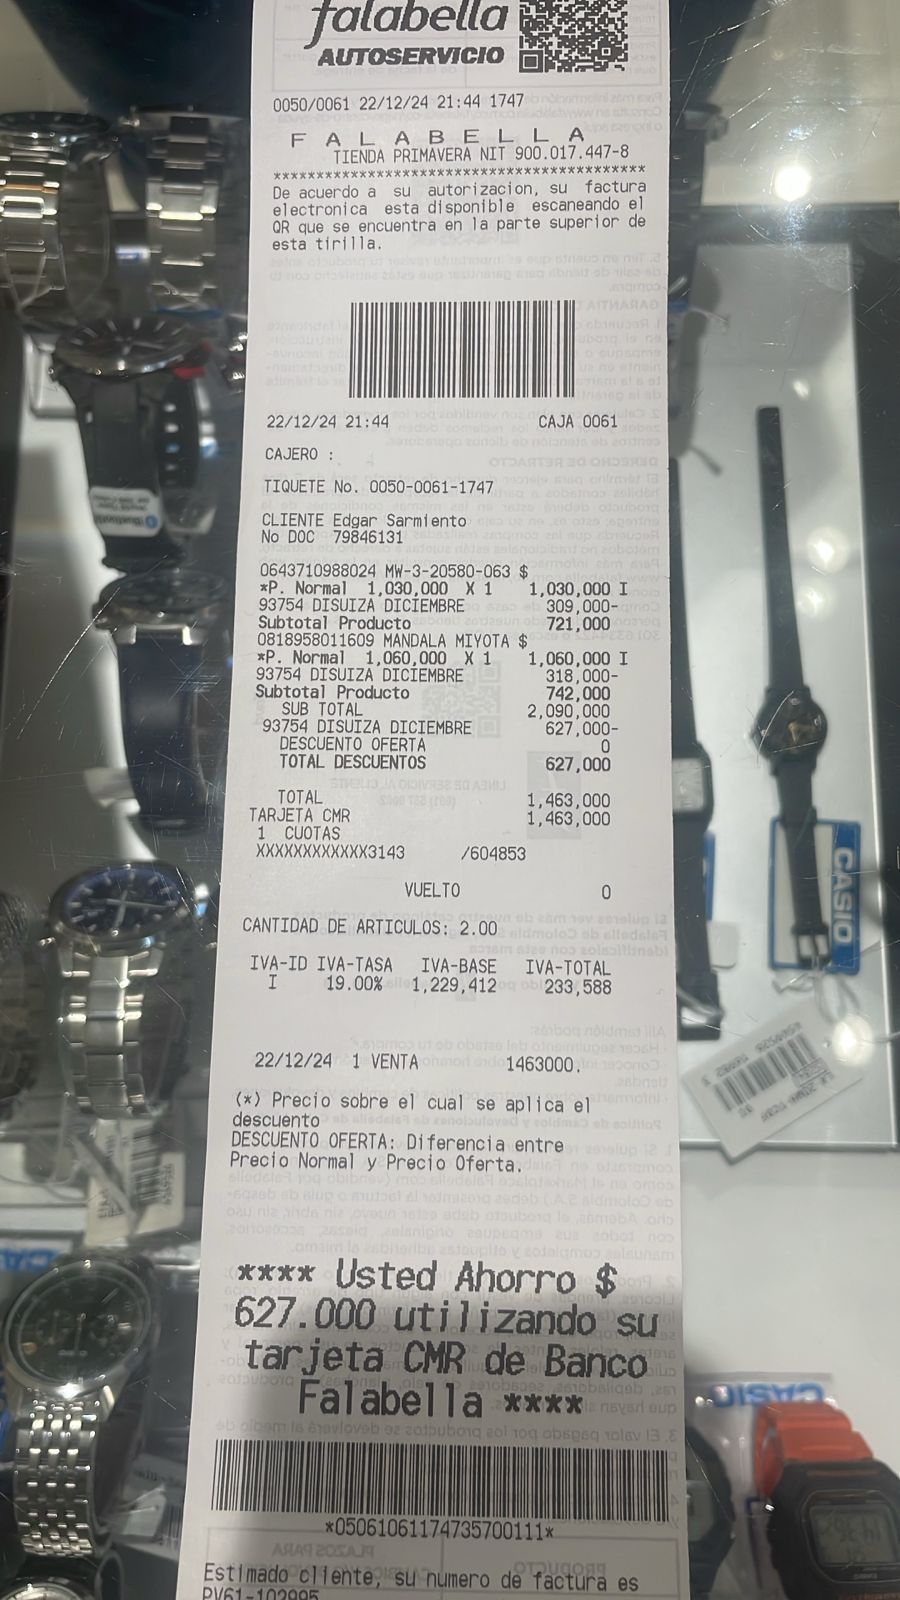 falabella
AUTOSERVICIO
0050/0061 22/12/24 21:44 1747
F A L A B E L L A
TIENDA PRIMAVERA NIT 900.017.447-8
********************************************
De acuerdo a su autorizacion, su factura
electronica esta disponible escaneando el
QR que se encuentra en la parte superior de
esta tirilla.
22/12/24 21:44 CAJA 0061
CAJERO :
TIQUETE No. 0050-0061-1747
CLIENTE Edgar Sarmiento
No DOC 79846131
0643710988024 MW-3-20580-063 $
*P. Normal 1,030,000 X 1 1,030,000 I
93754 DISUIZA DICIEMBRE 309,000-
Subtotal Producto 721,000
0818958011609 MANDALA MIYOTA $
*P. Normal 1,060,000 X 1 1,060,000 I
93754 DISUIZA DICIEMBRE 318,000-
Subtotal Producto 742,000
SUB TOTAL 2,090,000
93754 DISUIZA DICIEMBRE 627,000-
DESCUENTO OFERTA 0
TOTAL DESCUENTOS 627,000
TOTAL 1,463,000
TARJETA CMR 1,463,000
1 CUOTAS
XXXXXXXXXXXX3143 /604853
VUELTO 0
CANTIDAD DE ARTICULOS: 2.00
IVA-ID IVA-TASA IVA-BASE IVA-TOTAL
I 19.00% 1,229,412 233,588
22/12/24 1 VENTA 1463000.
(*) Precio sobre el cual se aplica el
descuento
DESCUENTO OFERTA: Diferencia entre
Precio Normal y Precio Oferta.
**** Usted Ahorro $
627.000 utilizando su
tarjeta CMR de Banco
Falabella ****
*05061061174735700111*
Estimado cliente, su numero de factura es
PV61-102995
CASIO
CASIO